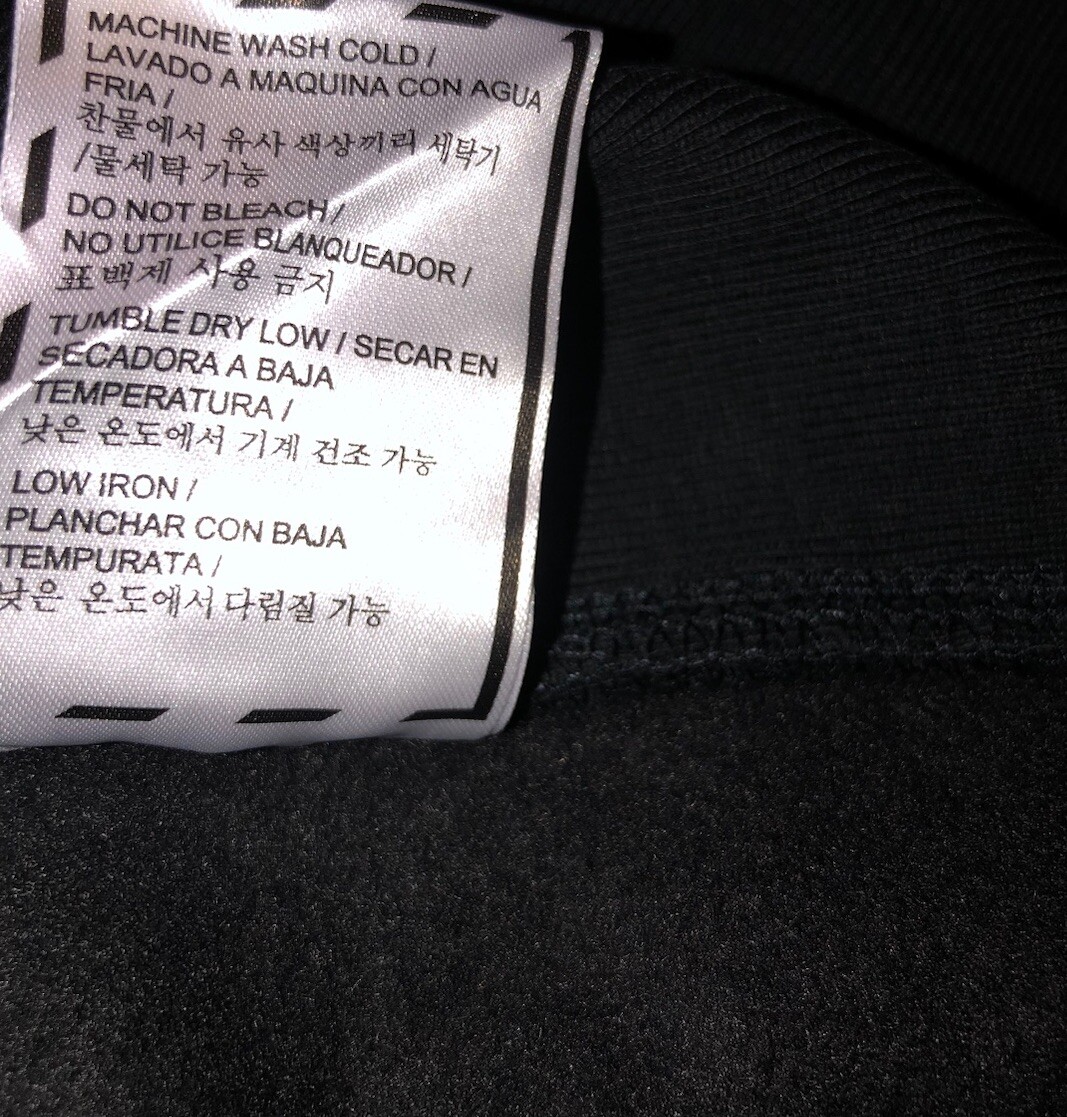 MACHINE WASH COLD /
LAVADO A MAQUINA CON AGUA
FRIA /
찬물에서 유사 색상끼리 세탁기
/물세탁 가능
DO NOT BLEACH /
NO UTILICE BLANQUEADOR /
표백제 사용 금지
TUMBLE DRY LOW / SECAR EN
SECADORA A BAJA
TEMPERATURA /
낮은 온도에서 기계 건조 가능
LOW IRON /
PLANCHAR CON BAJA
TEMPURATA /
낮은 온도에서 다림질 가능